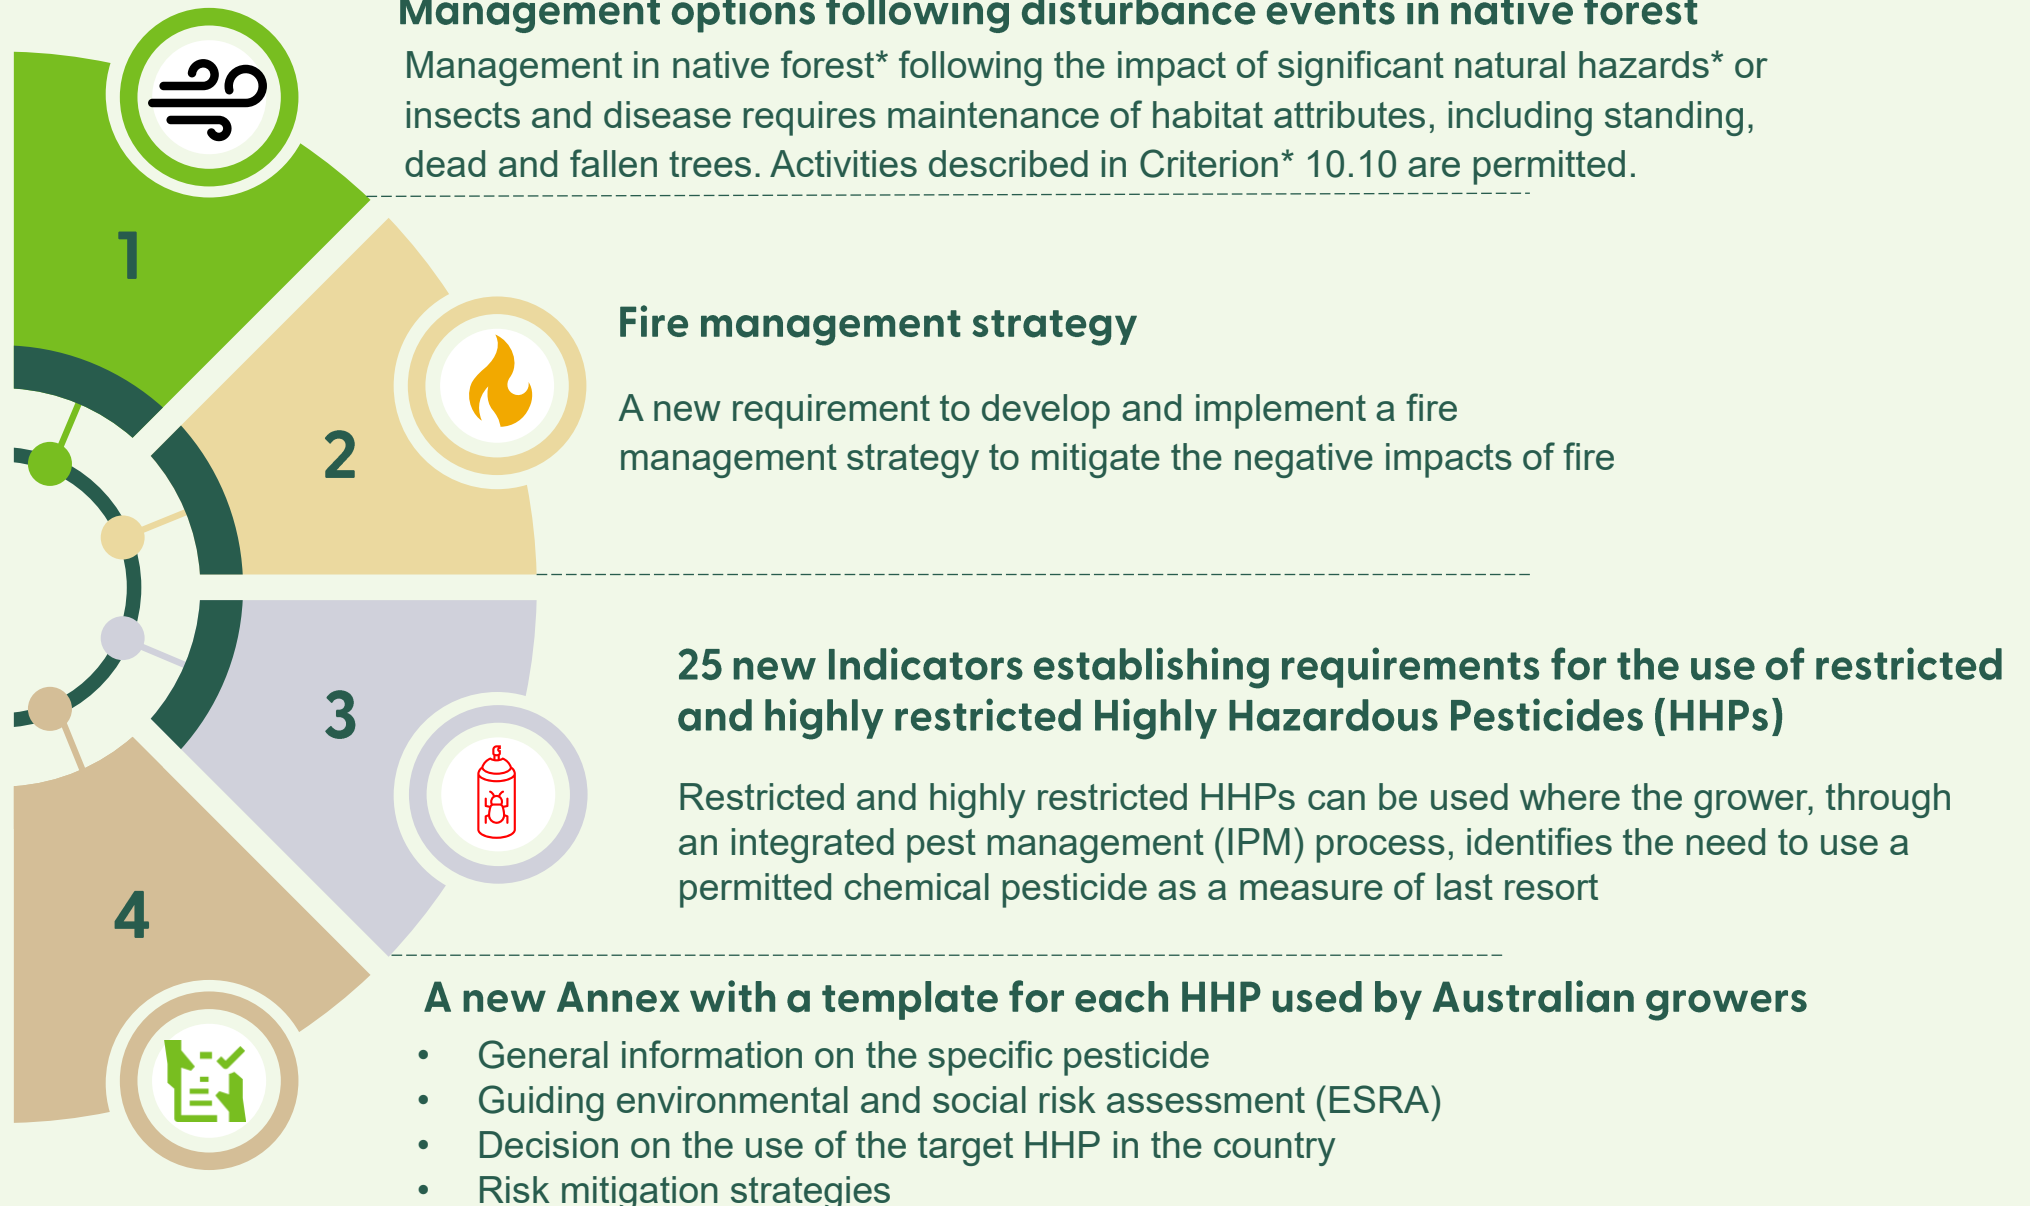 Management options following disturbance events in native forest
Management in native forest* following the impact of significant natural hazards* or
insects and disease requires maintenance of habitat attributes, including standing,
dead and fallen trees. Activities described in Criterion* 10.10 are permitted.
1
2
Fire management strategy
A new requirement to develop and implement a fire
management strategy to mitigate the negative impacts of fire
3
25 new Indicators establishing requirements for the use of restricted
and highly restricted Highly Hazardous Pesticides (HHPs)
Restricted and highly restricted HHPs can be used where the grower, through
an integrated pest management (IPM) process, identifies the need to use a
permitted chemical pesticide as a measure of last resort
4
A new Annex with a template for each HHP used by Australian growers
• General information on the specific pesticide
• Guiding environmental and social risk assessment (ESRA)
• Decision on the use of the target HHP in the country
• Risk mitigation strategies